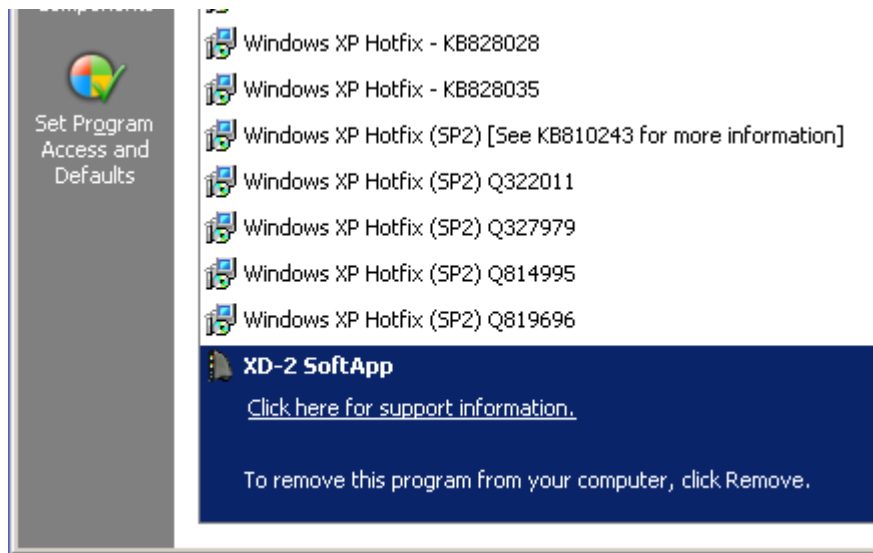 Windows XP Hotfix - KB828028
Windows XP Hotfix - KB828035
Set Program
Access and
Defaults
Windows XP Hotfix (SP2) [See KB810243 for more information]
Windows XP Hotfix (SP2) Q322011
Windows XP Hotfix (SP2) Q327979
Windows XP Hotfix (SP2) Q814995
Windows XP Hotfix (SP2) Q819696
XD-2 SoftApp
Click here for support information.
To remove this program from your computer, click Remove.